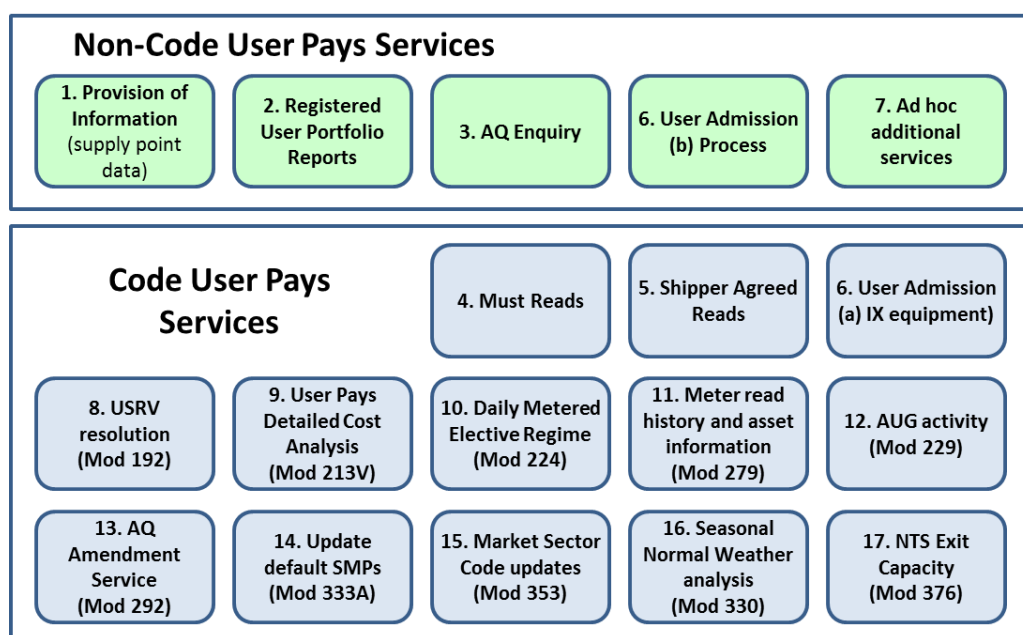 Non-Code User Pays Services
1. Provision of
Information
(supply point
data)
2. Registered
User Portfolio
Reports
3. AQ Enquiry
6. User Admission
(b) Process
7. Ad hoc
additional
services
Code User Pays
Services
4. Must Reads
5. Shipper Agreed
Reads
6. User Admission
(a) IX equipment)
8. USRV
resolution
(Mod 192)
9. User Pays
Detailed Cost
Analysis
(Mod 213V)
10. Daily Metered
Elective Regime
(Mod 224)
11. Meter read
history and asset
information
(Mod 279)
12. AUG activity
(Mod 229)
13. AQ
Amendment
Service
(Mod 292)
14. Update
default SMPs
(Mod 333A)
15. Market Sector
Code updates
(Mod 353)
16. Seasonal
Normal Weather
analysis
(Mod 330)
17. NTS Exit
Capacity
(Mod 376)